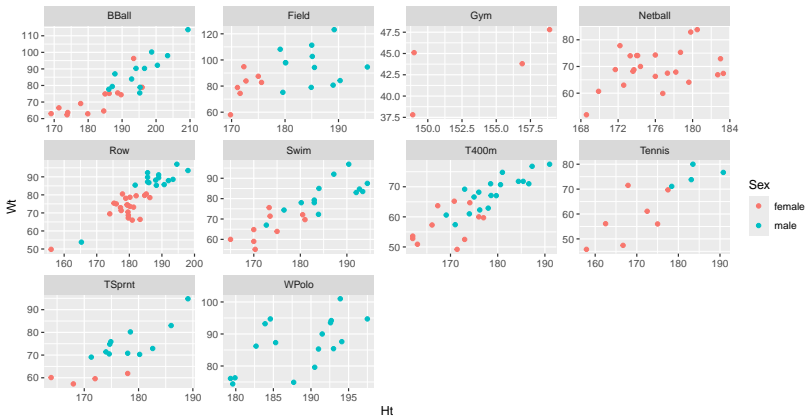 BBall Field Gym Netball
110
100
90
80
70
60
170 180 190 200 210
120
100
80
60
170 180 190
47.5
45.0
42.5
40.0
37.5
150.0 152.5 155.0 157.5
80
70
60
168 172 176 180 184
Row Swim T400m Tennis
90
80
70
60
50
160 170 180 190 200
90
80
70
60
170 180 190
70
60
50
170 180 190
80
70
60
50
160 170 180 190
TSprnt WPolo
90
80
70
60
170 180 190
100
90
80
180 185 190 195
Wt
Ht
Sex
female
male